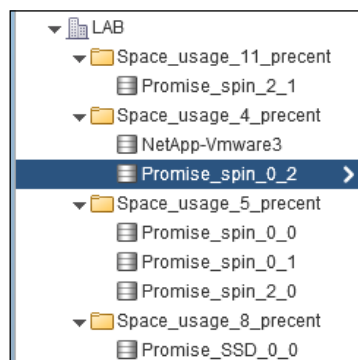 LAB
Space_usage_11_precent
Promise_spin_2_1
Space_usage_4_precent
NetApp-Vmware3
Promise_spin_0_2
Space_usage_5_precent
Promise_spin_0_0
Promise_spin_0_1
Promise_spin_2_0
Space_usage_8_precent
Promise_SSD_0_0